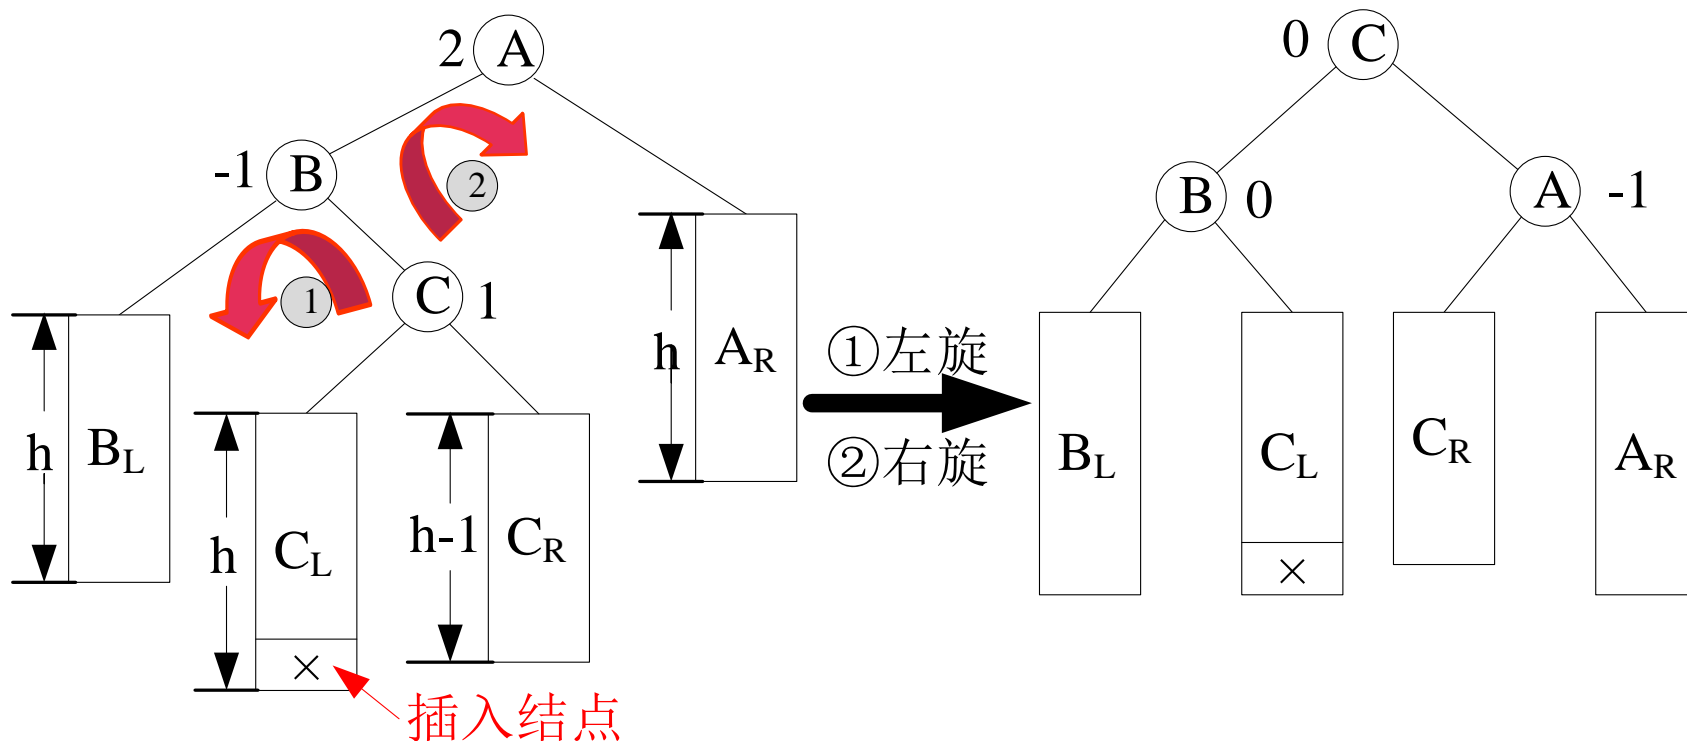 2 A
-1 B
2
1
C 1
h B_L
h C_L
×
h-1 C_R
h A_R
插入结点
①左旋
②右旋
0 C
B 0
A -1
B_L
C_L
×
C_R
A_R